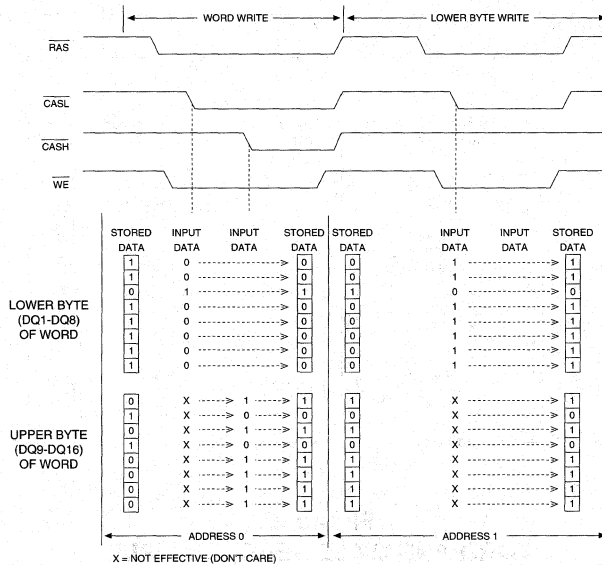 WORD WRITE LOWER BYTE WRITE
RAS
CASL
CASH
WE
STORED INPUT INPUT STORED STORED INPUT INPUT STORED
DATA DATA DATA DATA DATA DATA DATA DATA
1 0 0 0 1 1
1 0 0 0 1 1
0 1 1 1 0 0
LOWER BYTE 1 0 0 0 1 1
(DQ1-DQ8) 1 0 0 0 1 1
OF WORD 1 0 0 0 1 1
1 0 0 0 1 1
1 0 0 0 1 1
0 X 1 1 1 X 1
1 X 0 0 0 X 0
0 X 1 1 1 X 1
UPPER BYTE 1 X 0 0 0 X 0
(DQ9-DQ16) 0 X 1 1 1 X 1
OF WORD 0 X 1 1 1 X 1
0 X 1 1 1 X 1
0 X 1 1 1 X 1
ADDRESS 0 ADDRESS 1
X = NOT EFFECTIVE (DON'T CARE)